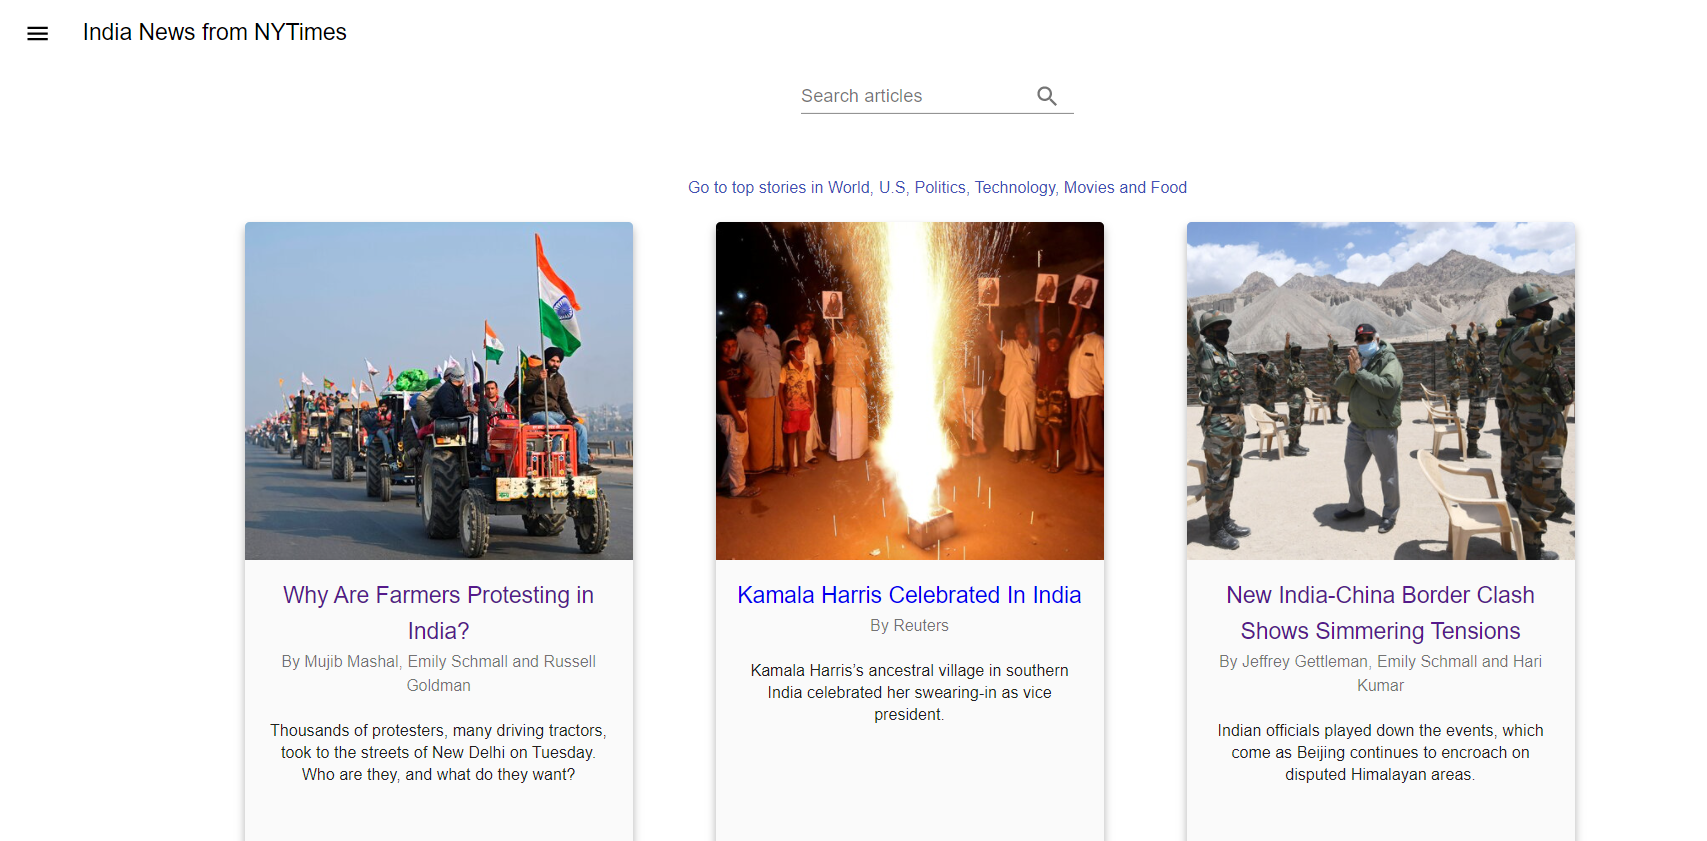 India News from NYTimes
Search articles
Go to top stories in World, U.S, Politics, Technology, Movies and Food
Why Are Farmers Protesting in
India?
By Mujib Mashal, Emily Schmall and Russell
Goldman
Thousands of protesters, many driving tractors,
took to the streets of New Delhi on Tuesday.
Who are they, and what do they want?
Kamala Harris Celebrated In India
By Reuters
Kamala Harris’s ancestral village in southern
India celebrated her swearing-in as vice
president.
New India-China Border Clash
Shows Simmering Tensions
By Jeffrey Gettleman, Emily Schmall and Hari
Kumar
Indian officials played down the events, which
come as Beijing continues to encroach on
disputed Himalayan areas.